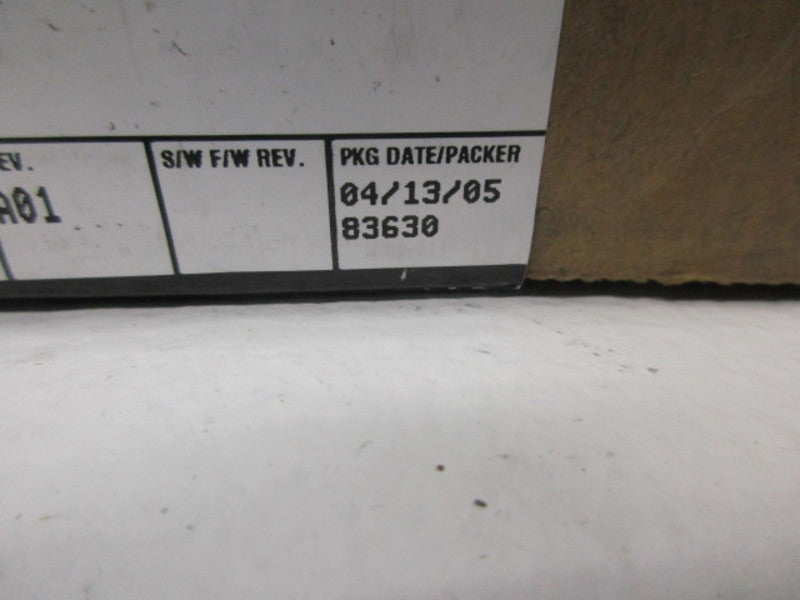 EV.
A01
S/W F/W REV.
PKG DATE/PACKER
04/13/05
83630